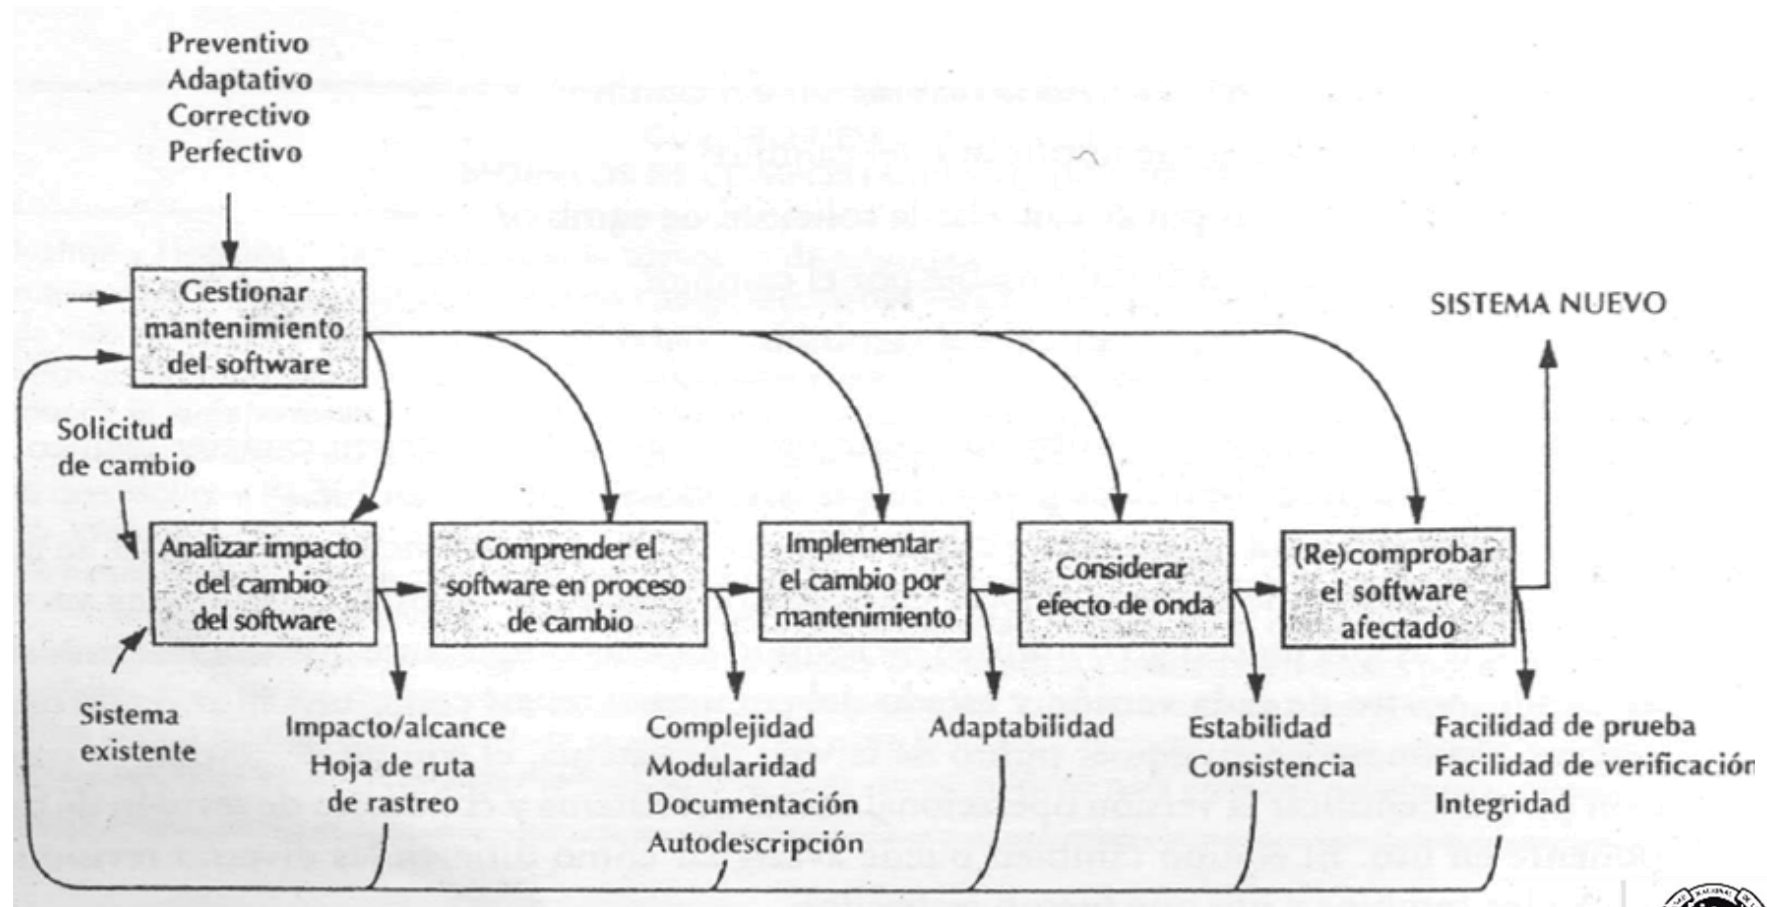 Preventivo
Adaptativo
Correctivo
Perfectivo
Gestionar
mantenimiento
del software
SISTEMA NUEVO
Solicitud
de cambio
Analizar impacto
del cambio
del software
Comprender el
software en proceso
de cambio
Implementar
el cambio por
mantenimiento
Considerar
efecto de onda
(Re)comprobar
el software
afectado
Sistema
existente
Impacto/alcance
Hoja de ruta
de rastreo
Complejidad
Modularidad
Documentación
Autodescripción
Adaptabilidad
Estabilidad
Consistencia
Facilidad de prueba
Facilidad de verificación
Integridad